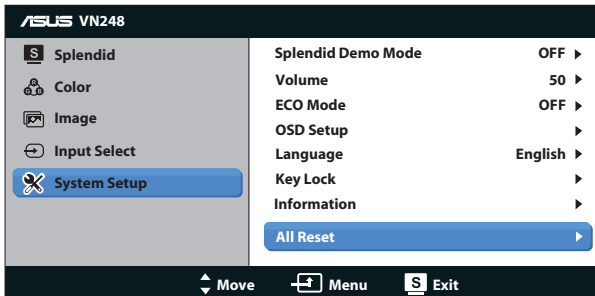 ASUS VN248
S Splendid
Color
Image
Input Select
System Setup
Splendid Demo Mode OFF
Volume 50
ECO Mode OFF
OSD Setup
Language English
Key Lock
Information
All Reset
Move Menu S Exit